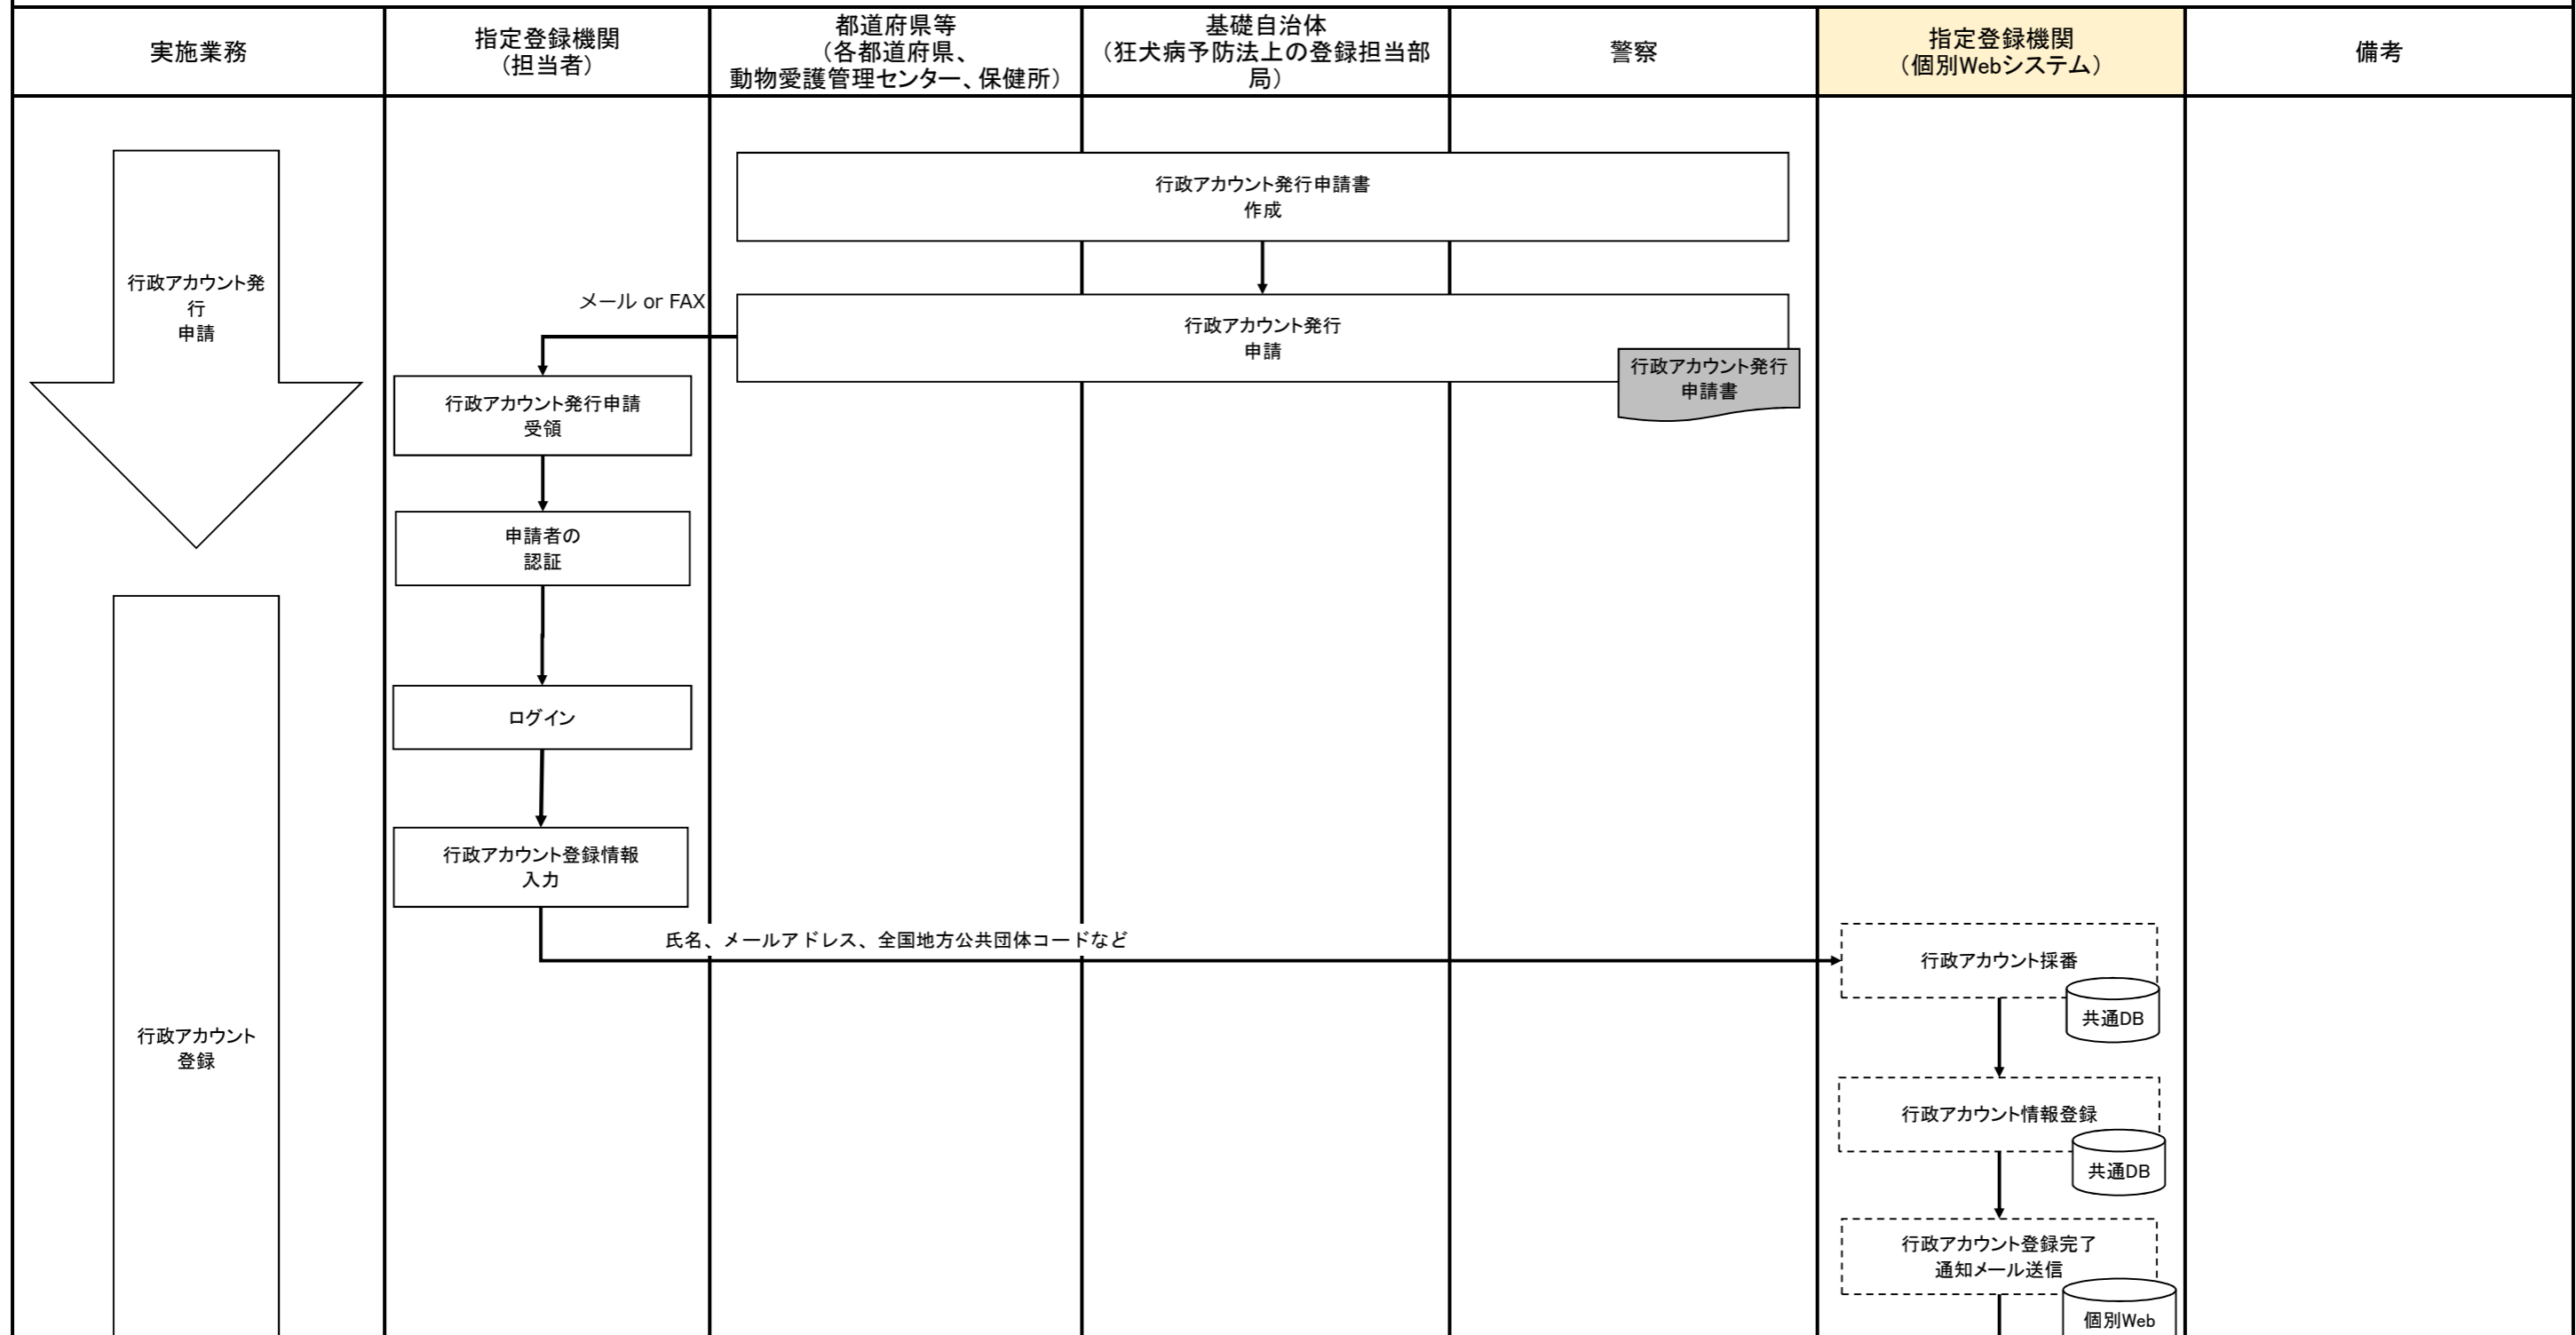 実施業務
指定登録機関
（担当者）
都道府県等
（各都道府県、
動物愛護管理センター、保健所）
基礎自治体
（狂犬病予防法上の登録担当部
局）
警察
指定登録機関
（個別Webシステム）
備考
行政アカウント発
行
申請
行政アカウント発行申請書
作成
メール or FAX
行政アカウント発行
申請
行政アカウント発行
申請書
行政アカウント発行申請
受領
申請者の
認証
ログイン
行政アカウント登録情報
入力
氏名、メールアドレス、全国地方公共団体コードなど
行政アカウント採番
共通DB
行政アカウント
登録
行政アカウント情報登録
共通DB
行政アカウント登録完了
通知メール送信
個別Web